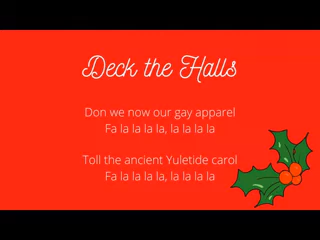 Deck the Halls
Don we now our gay apparel
Fa la la la la, la la la la
Toll the ancient Yuletide carol
Fa la la la la, la la la la